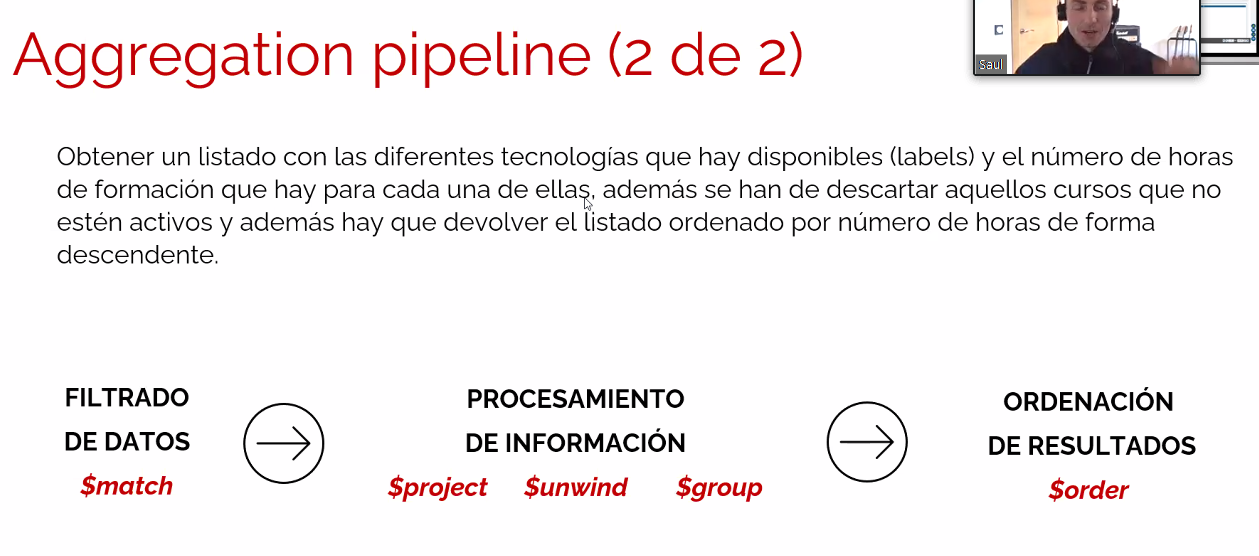 Aggregation pipeline (2 de 2)
Saul
Obtener un listado con las diferentes tecnologías que hay disponibles (labels) y el número de horas
de formación que hay para cada una de ellas, además se han de descartar aquellos cursos que no
estén activos y además hay que devolver el listado ordenado por número de horas de forma
descendente.
FILTRADO
DE DATOS
$match
PROCESAMIENTO
DE INFORMACIÓN
$project $unwind $group
ORDENACIÓN
DE RESULTADOS
$order